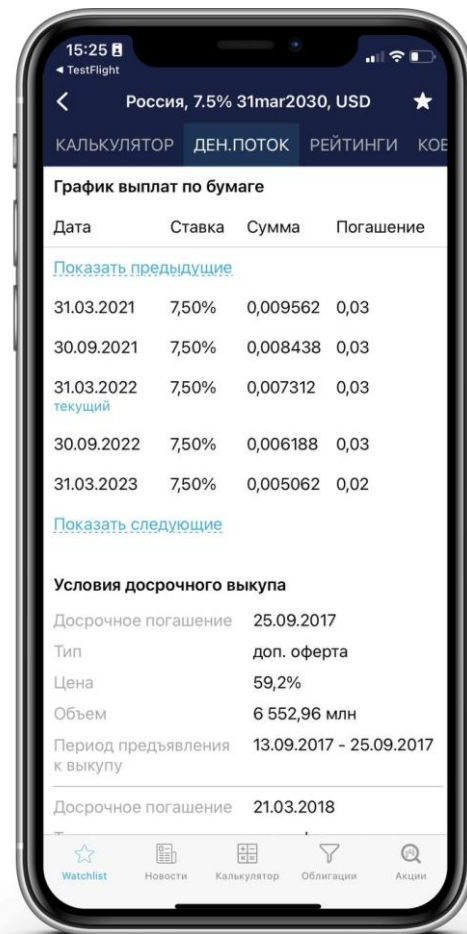 15:25
◄ TestFlight
Россия, 7.5% 31mar2030, USD
КАЛЬКУЛЯТОР ДЕН.ПОТОК РЕЙТИНГИ КОВ
График выплат по бумаге
Дата Ставка Сумма Погашение
Показать предыдущие
31.03.2021 7,50% 0,009562 0,03
30.09.2021 7,50% 0,008438 0,03
31.03.2022 7,50% 0,007312 0,03
текущий
30.09.2022 7,50% 0,006188 0,03
31.03.2023 7,50% 0,005062 0,02
Показать следующие
Условия досрочного выкупа
Досрочное погашение 25.09.2017
Тип доп. оферта
Цена 59,2%
Объем 6 552,96 млн
Период предъявления 13.09.2017 - 25.09.2017
к выкупу
Досрочное погашение 21.03.2018
Watchlist Новости Калькулятор Облигации Акции